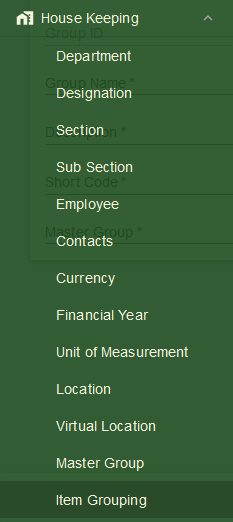 House Keeping
Group ID
Department
Group Name *
Designation
Section
Sub Section
Short Code *
Employee
Master Group *
Contacts
Currency
Financial Year
Unit of Measurement
Location
Virtual Location
Master Group
Item Grouping